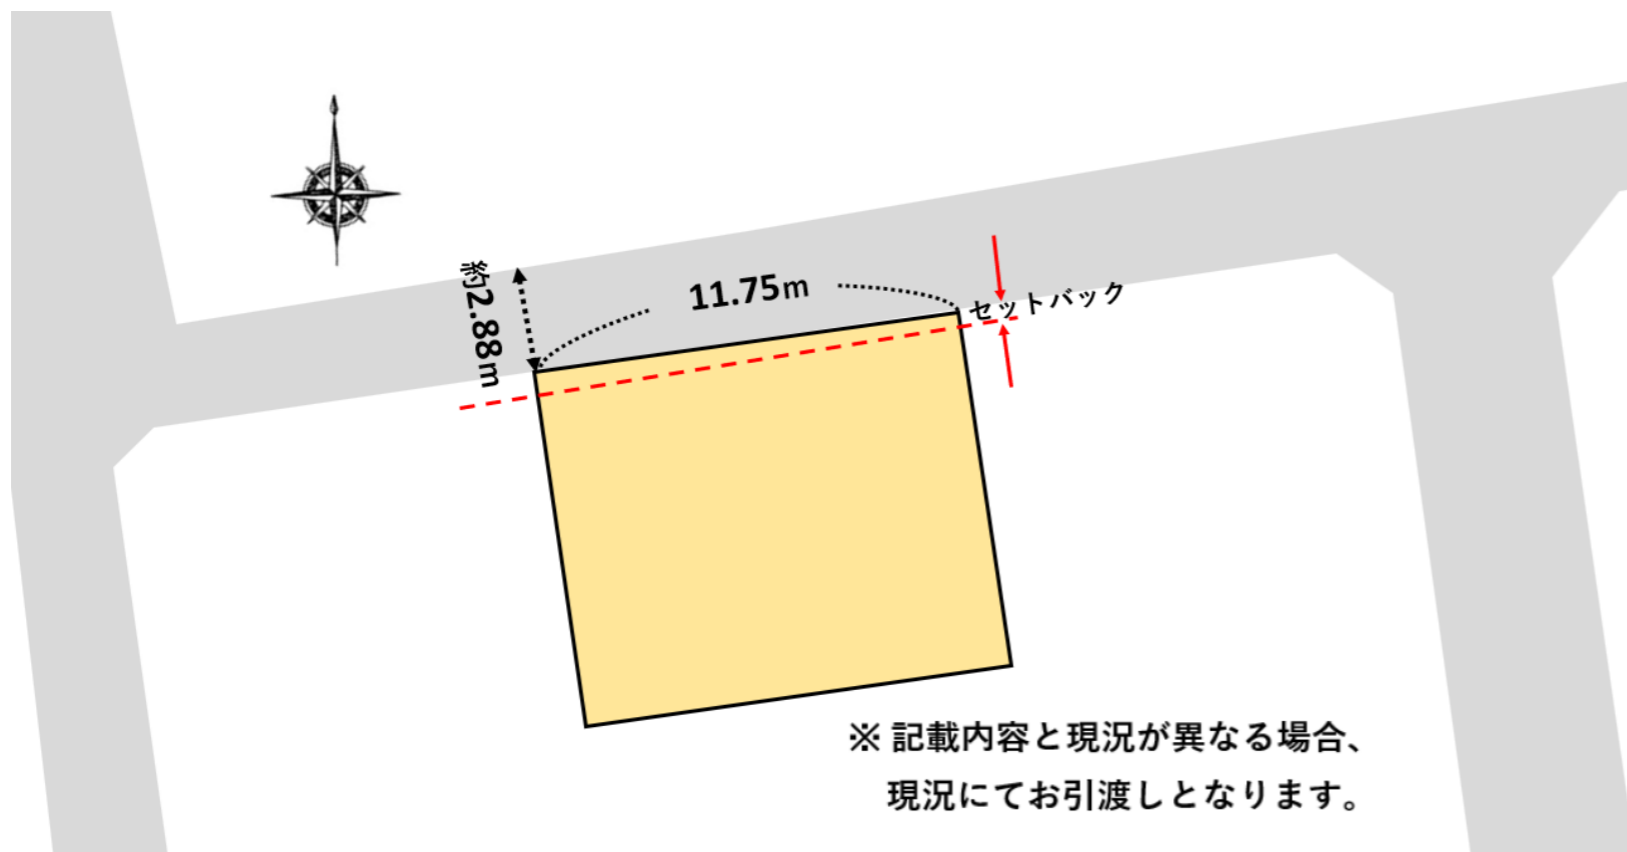 約2.88m
11.75m
セットバック
※ 記載内容と現況が異なる場合、
現況にてお引渡しとなります。